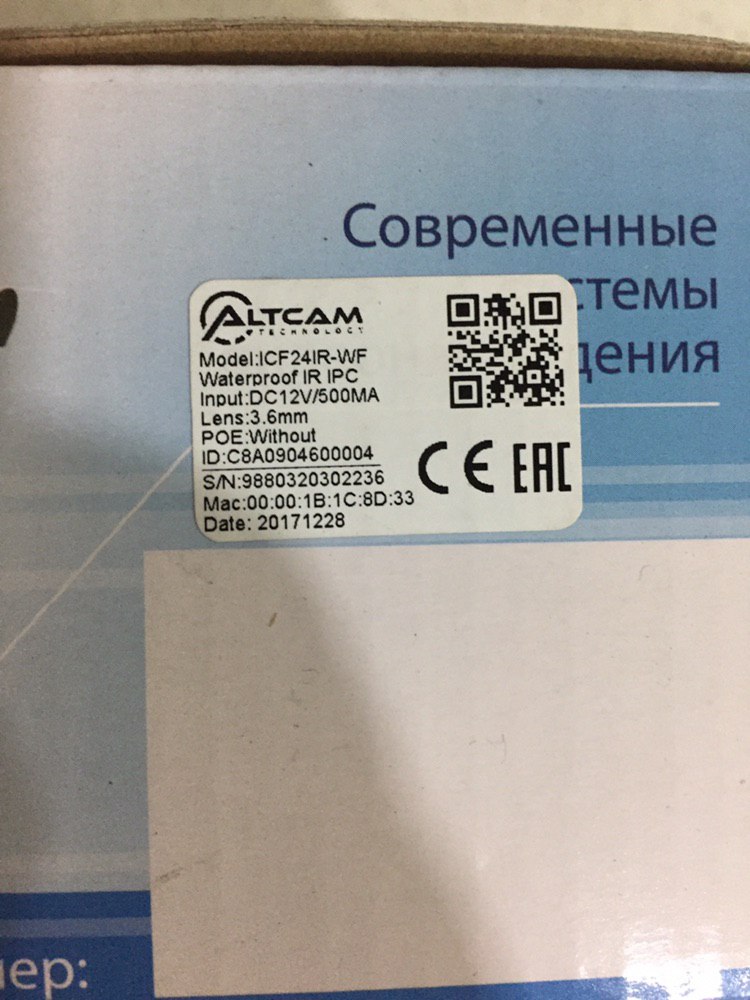 Современные
стемы
дения
ALTCAM
TECHNOLOGY
Model:ICF24IR-WF
Waterproof IR IPC
Input:DC12V/500MA
Lens:3.6mm
POE:Without
ID:C8A0904600004
S/N:9880320302236
Mac:00:00:1B:1C:8D:33
Date: 20171228
CE EAC
ер: